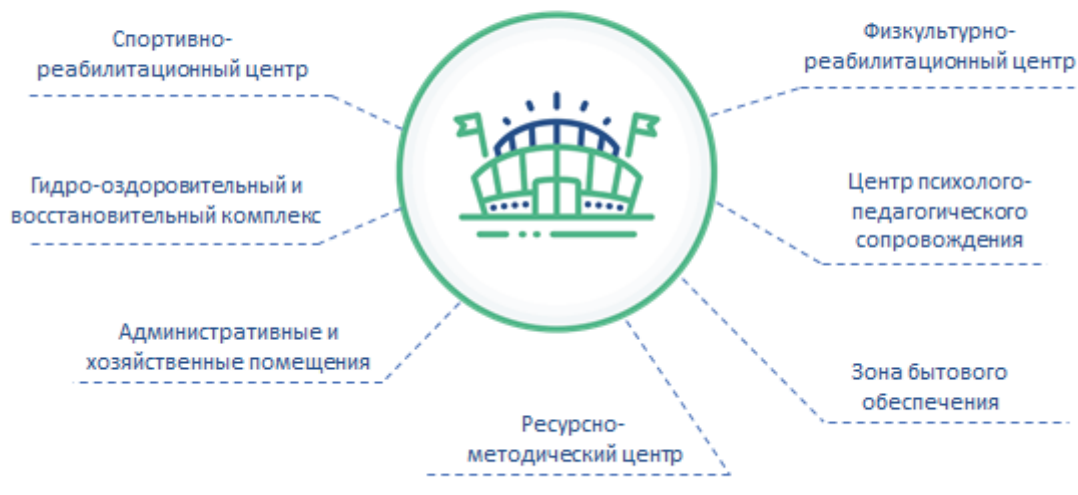 Спортивно-
реабилитационный центр
Физкультурно-
реабилитационный центр
Гидро-оздоровительный и
восстановительный комплекс
Центр психолого-
педагогического
сопровождения
Административные и
хозяйственные помещения
Зона бытового
обеспечения
Ресурсно-
методический центр